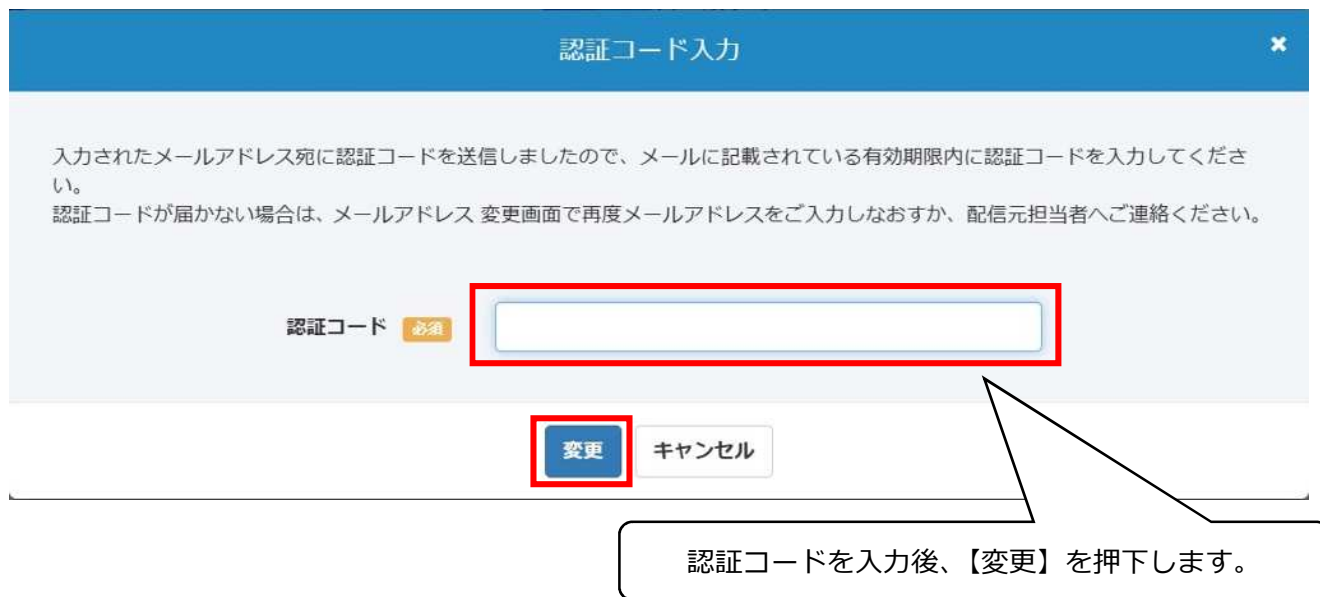 認証コード入力
×
入力されたメールアドレス宛に認証コードを送信しましたので、メールに記載されている有効期限内に認証コードを入力してくださ
い。
認証コードが届かない場合は、メールアドレス 変更画面で再度メールアドレスをご入力しなおすか、配信元担当者へご連絡ください。
認証コード 必須
変更 キャンセル
認証コードを入力後、【変更】を押下します。